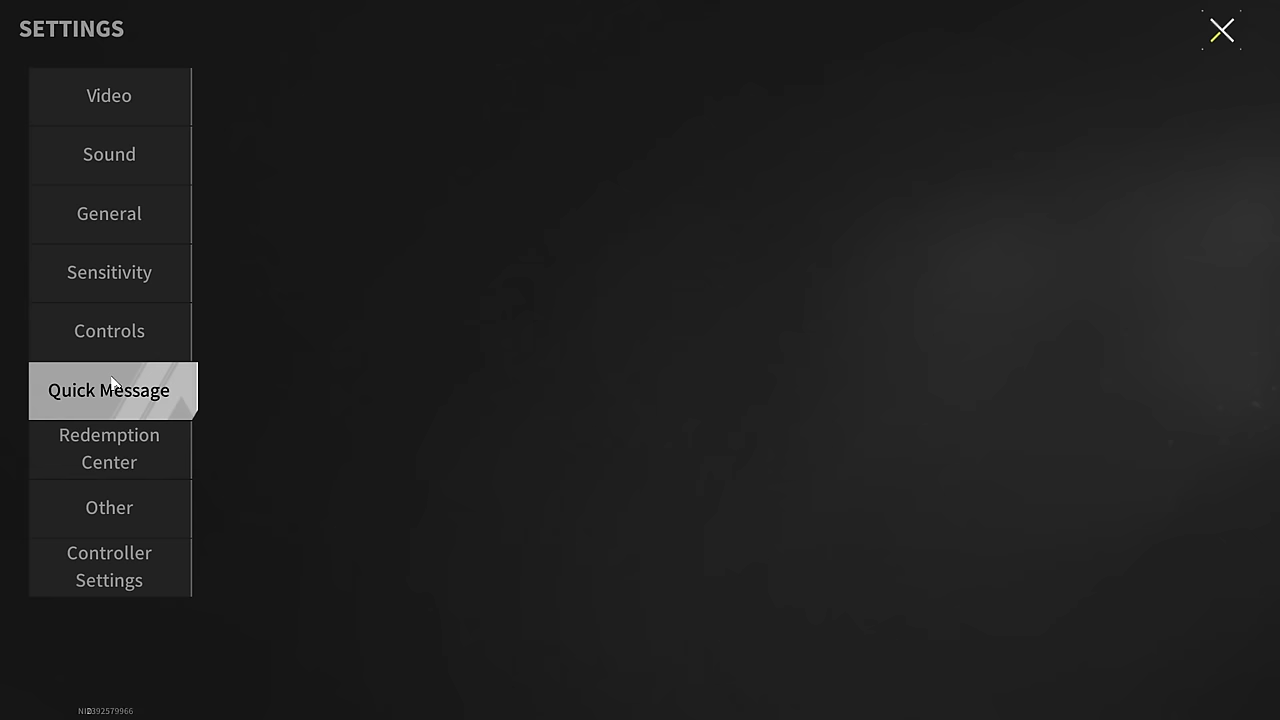 SETTINGS
Video
Sound
General
Sensitivity
Controls
Quick Message
Redemption
Center
Other
Controller
Settings